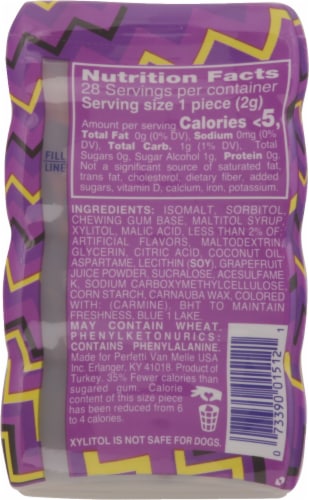 Nutrition Facts
28 Servings per container
Serving size 1 piece (2g)
Amount per serving Calories <5,
Total Fat 0g (0% DV), Sodium 0mg (0%
DV), Total Carb. 1g (1% DV), Total
Sugars 0g, Sugar Alcohol 1g, Protein 0g.
Not a significant source of saturated fat,
trans fat, cholesterol, dietary fiber, added
sugars, vitamin D, calcium, iron, potassium.
FILL
LINE
INGREDIENTS: ISOMALT, SORBITOL,
CHEWING GUM BASE, MALTITOL SYRUP,
XYLITOL, MALIC ACID, LESS THAN 2% OF:
ARTIFICIAL FLAVORS, MALTODEXTRIN,
GLYCERIN, CITRIC ACID, COCONUT OIL,
ASPARTAME, LECITHIN (SOY), GRAPEFRUIT
JUICE POWDER, SUCRALOSE, ACESULFAME
K, SODIUM CARBOXYMETHYLCELLULOSE,
CORN STARCH, CARNAUBA WAX, COLORED
WITH: (CARMINE), BHT TO MAINTAIN
FRESHNESS, BLUE 1 LAKE.
MAY CONTAIN WHEAT.
PHENYLKETONURICS:
CONTAINS PHENYLALANINE.
Made for Perfetti Van Melle USA
Inc. Erlanger, KY 41018. Product of
Turkey. 35% Fewer calories than
sugared gum. Calorie
content of this size piece
has been reduced from 6
to 4 calories.
XYLITOL IS NOT SAFE FOR DOGS.
0 73390 01512 1